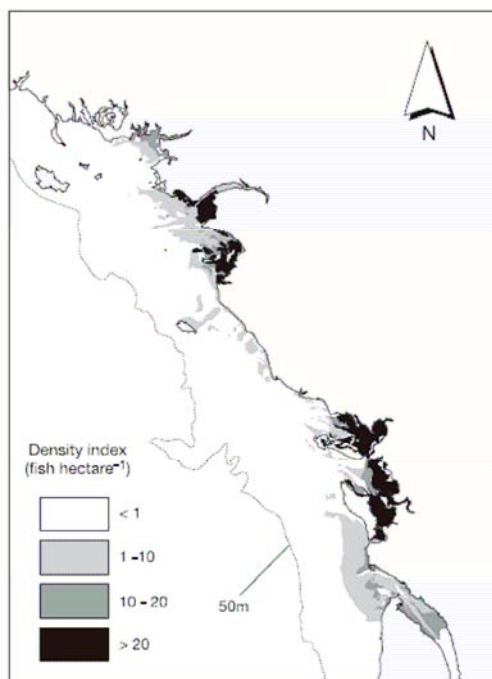 N
Density index
(fish hectare⁻¹)
< 1
1 –10
10 –20
> 20
50m